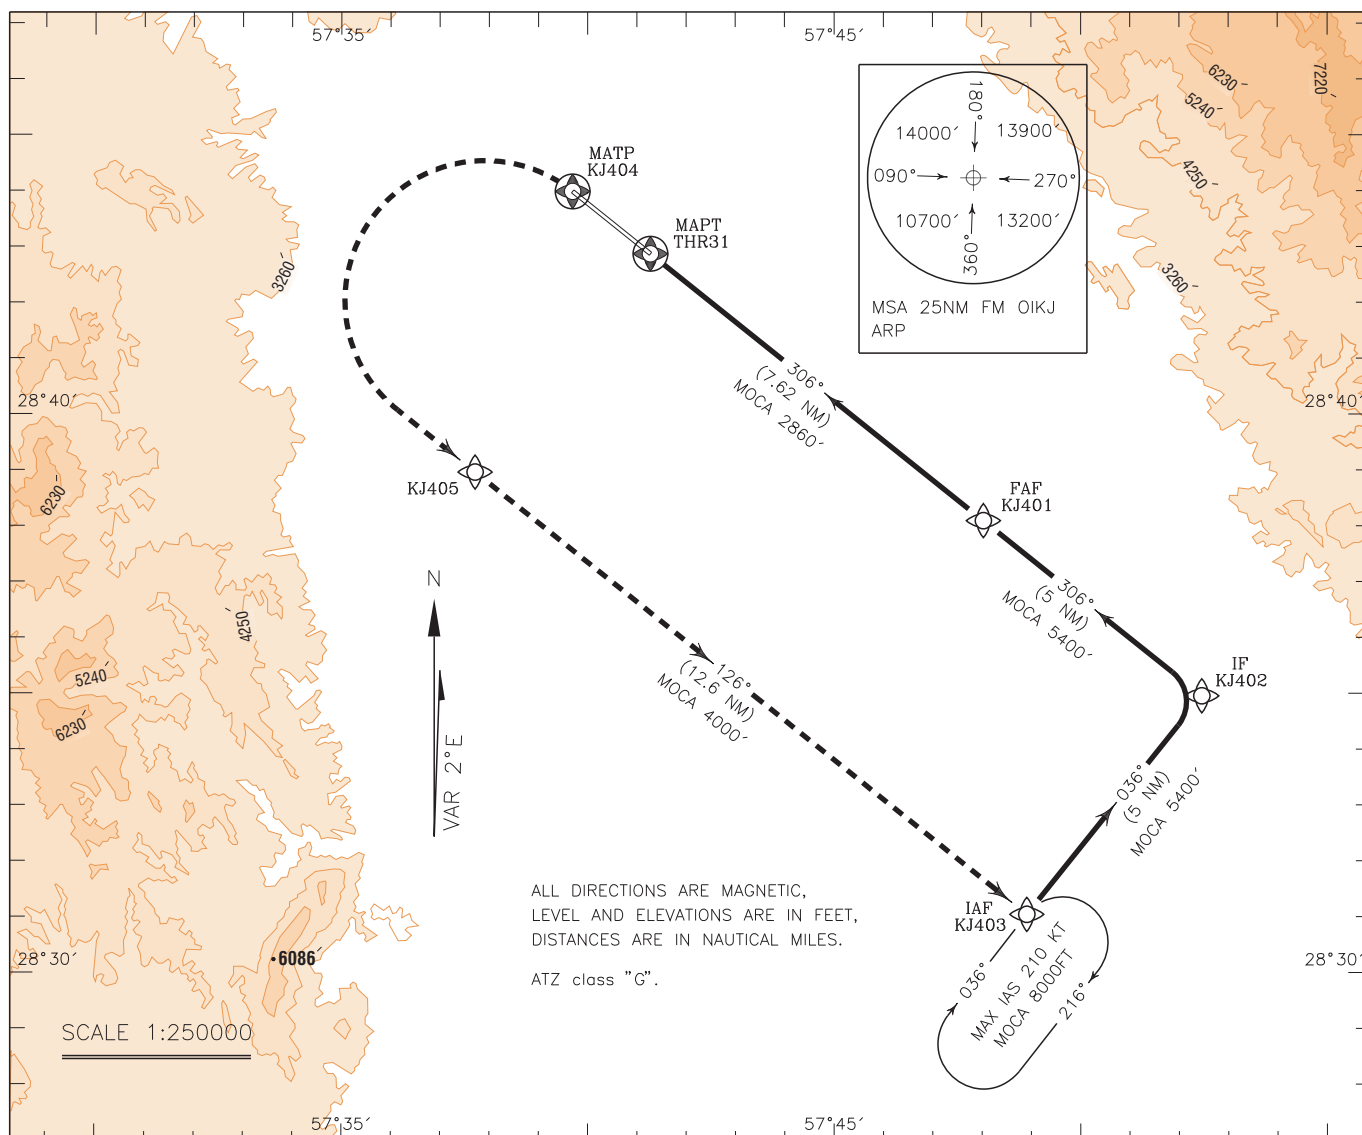 57°35´
57°45´
6230´
7220´
5240´
4250´
3260´
180°
14000´
13900´
090°
270°
10700´
13200´
360°
MSA 25NM FM OIKJ
ARP
MATP
KJ404
MAPT
THR31
3260´
306°
(7.62 NM)
MOCA 2860´
28°40´
28°40´
KJ405
6230´
FAF
KJ401
306°
(5 NM)
MOCA 5400´
N
VAR 2°E
4250´
5240´
6230´
126°
(12.6 NM)
MOCA 4000´
IF
KJ402
036°
(5 NM)
MOCA 5400´
ALL DIRECTIONS ARE MAGNETIC,
LEVEL AND ELEVATIONS ARE IN FEET,
DISTANCES ARE IN NAUTICAL MILES.
ATZ class "G".
IAF
KJ403
036°
MAX IAS 210 KT
MOCA 8000FT
216°
6086´
28°30´
28°30´
SCALE 1:250000
57°35´
57°45´